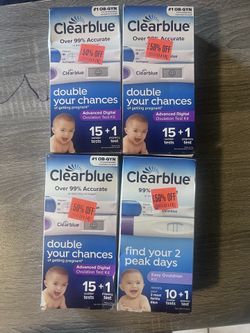 #1 OB-GYN
Clearblue
Over 99% Accurate
50% OFF
Clearblue
double
your chances
of getting pregnant*
Advanced Digital
Ovulation Test Kit
15+1
tests
Clearblue
Over 99% Accurate
50% OFF
Clearblue
double
your chances
of getting pregnant*
Advanced Digital
Ovulation Test Kit
15+1
tests
#1 OB-GYN
Clearblue
Over 99% Accurate
50% OFF
Clearblue
double
your chances
of getting pregnant*
Advanced Digital
Ovulation Test Kit
15+1
tests
Clearblue
99%
50% OFF
find your 2
peak days
Easy Ovulation
Kit
10+1
tests